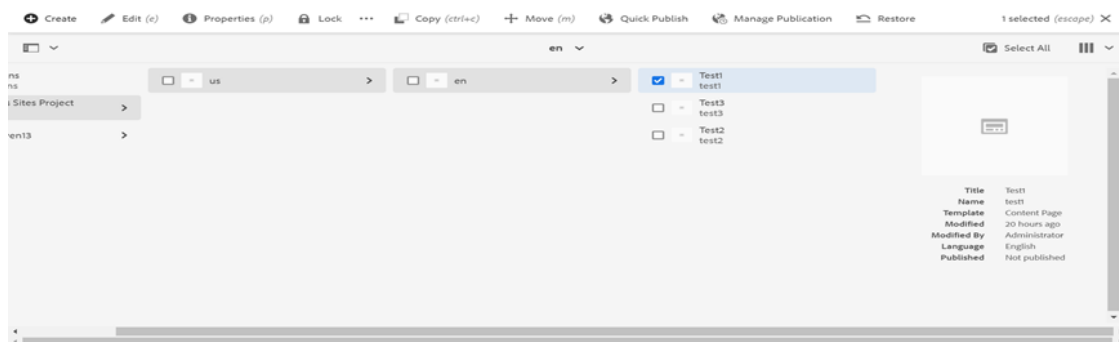 Create Edit (e) Properties (p) Lock ••• Copy (ctrl+c) Move (m) Quick Publish Manage Publication Restore 1 selected (escape)
en Select All
ns
ns
us
en
Test1
test1
s Sites Project
Test3
test3
ven13
Test2
test2
Title Test1
Name test1
Template Content Page
Modified 20 hours ago
Modified By Administrator
Language English
Published Not published